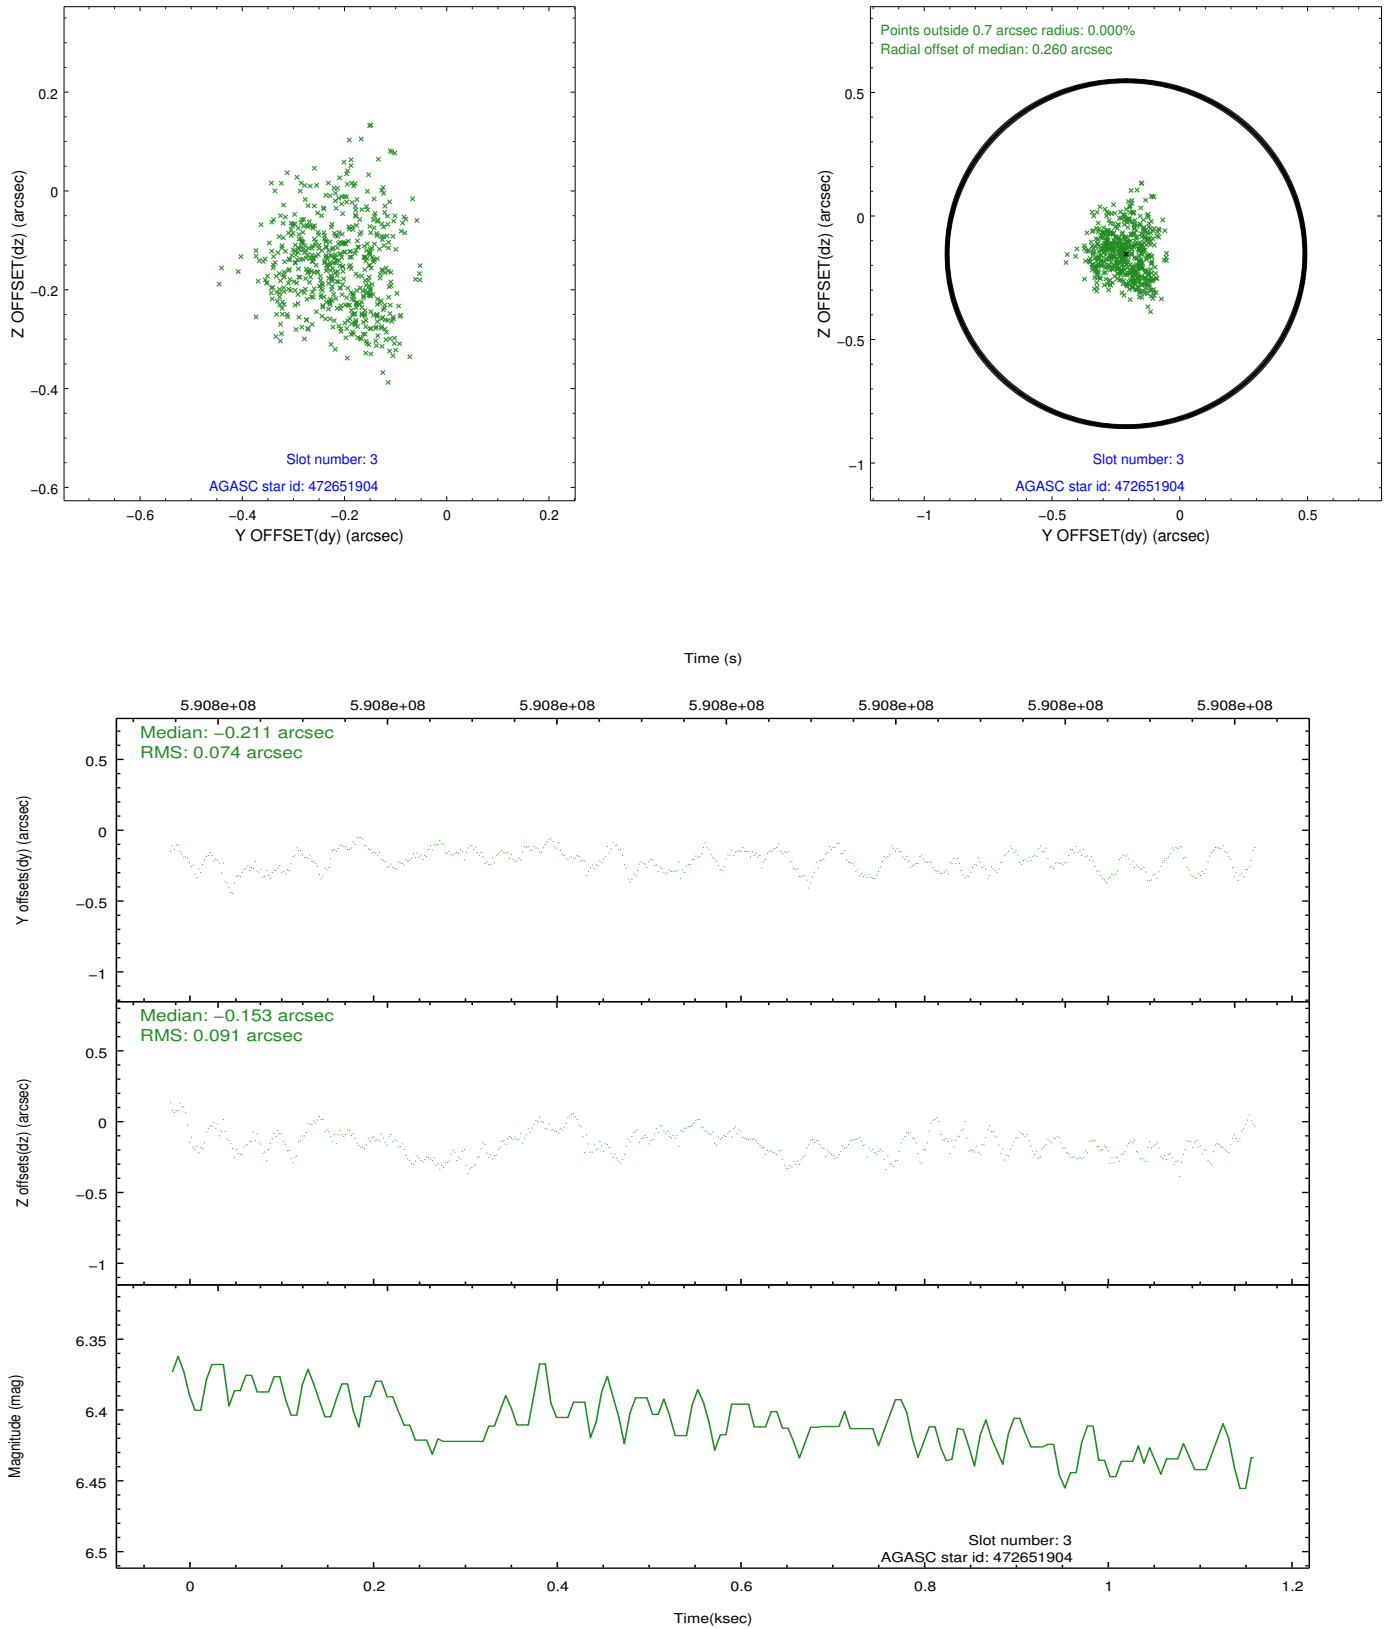 0.2
0
−0.2
−0.4
−0.6
Z OFFSET(dz) (arcsec)
Slot number: 3
AGASC star id: 472651904
−0.6 −0.4 −0.2 0 0.2
Y OFFSET(dy) (arcsec)
Points outside 0.7 arcsec radius: 0.000%
Radial offset of median: 0.260 arcsec
0.5
0
−0.5
−1
Z OFFSET(dz) (arcsec)
Slot number: 3
AGASC star id: 472651904
−1 −0.5 0 0.5
Y OFFSET(dy) (arcsec)
Time (s)
5.908e+08 5.908e+08 5.908e+08 5.908e+08 5.908e+08 5.908e+08 5.908e+08
Median: −0.211 arcsec
RMS: 0.074 arcsec
0.5
0
−0.5
−1
Y offsets(dy) (arcsec)
Median: −0.153 arcsec
RMS: 0.091 arcsec
0.5
0
−0.5
−1
Z offsets(dz) (arcsec)
6.35
6.4
6.45
6.5
Magnitude (mag)
Slot number: 3
AGASC star id: 472651904
0 0.2 0.4 0.6 0.8 1 1.2
Time(ksec)